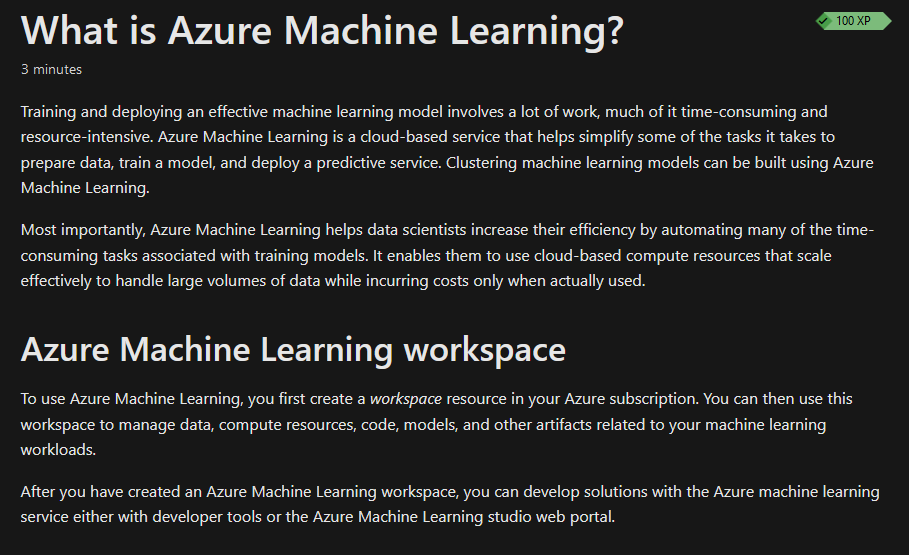 What is Azure Machine Learning?
100 XP
3 minutes
Training and deploying an effective machine learning model involves a lot of work, much of it time-consuming and
resource-intensive. Azure Machine Learning is a cloud-based service that helps simplify some of the tasks it takes to
prepare data, train a model, and deploy a predictive service. Clustering machine learning models can be built using Azure
Machine Learning.
Most importantly, Azure Machine Learning helps data scientists increase their efficiency by automating many of the time-
consuming tasks associated with training models. It enables them to use cloud-based compute resources that scale
effectively to handle large volumes of data while incurring costs only when actually used.
Azure Machine Learning workspace
To use Azure Machine Learning, you first create a workspace resource in your Azure subscription. You can then use this
workspace to manage data, compute resources, code, models, and other artifacts related to your machine learning
workloads.
After you have created an Azure Machine Learning workspace, you can develop solutions with the Azure machine learning
service either with developer tools or the Azure Machine Learning studio web portal.